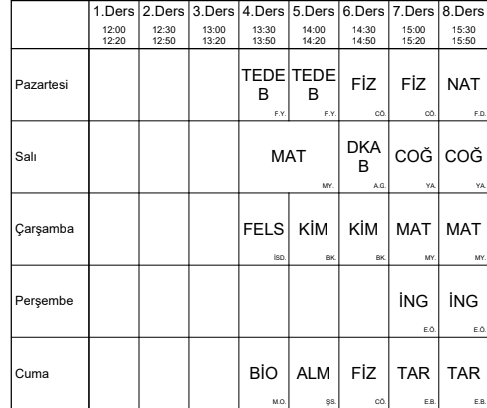 1.Ders 2.Ders 3.Ders 4.Ders 5.Ders 6.Ders 7.Ders 8.Ders
12:00 12:30 13:00 13:30 14:00 14:30 15:00 15:30
12:20 12:50 13:20 13:50 14:20 14:50 15:20 15:50
Pazartesi TEDE B TEDE B FİZ FİZ NAT
F.Y. F.Y. CÖ. CÖ. F.D.
Salı MAT DKA B COĞ COĞ
MY. A.G. YA. YA.
Çarşamba FELS KİM KİM MAT MAT
İSD. BK. BK. MY. MY.
Perşembe İNG İNG
E.Ö. E.Ö.
Cuma BİO ALM FİZ TAR TAR
M.O. ŞS. CÖ. E.B. E.B.